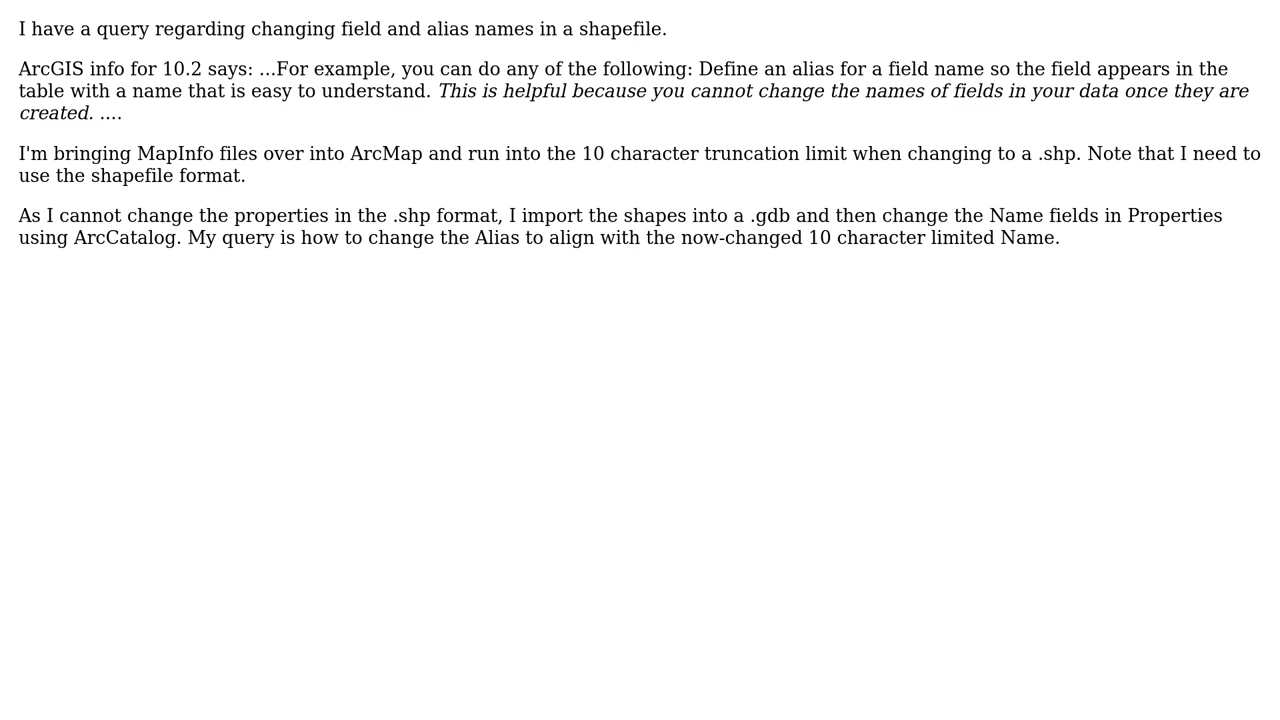 I have a query regarding changing field and alias names in a shapefile.
ArcGIS info for 10.2 says: ...For example, you can do any of the following: Define an alias for a field name so the field appears in the
table with a name that is easy to understand. This is helpful because you cannot change the names of fields in your data once they are
created. ....
I'm bringing MapInfo files over into ArcMap and run into the 10 character truncation limit when changing to a .shp. Note that I need to
use the shapefile format.
As I cannot change the properties in the .shp format, I import the shapes into a .gdb and then change the Name fields in Properties
using ArcCatalog. My query is how to change the Alias to align with the now-changed 10 character limited Name.